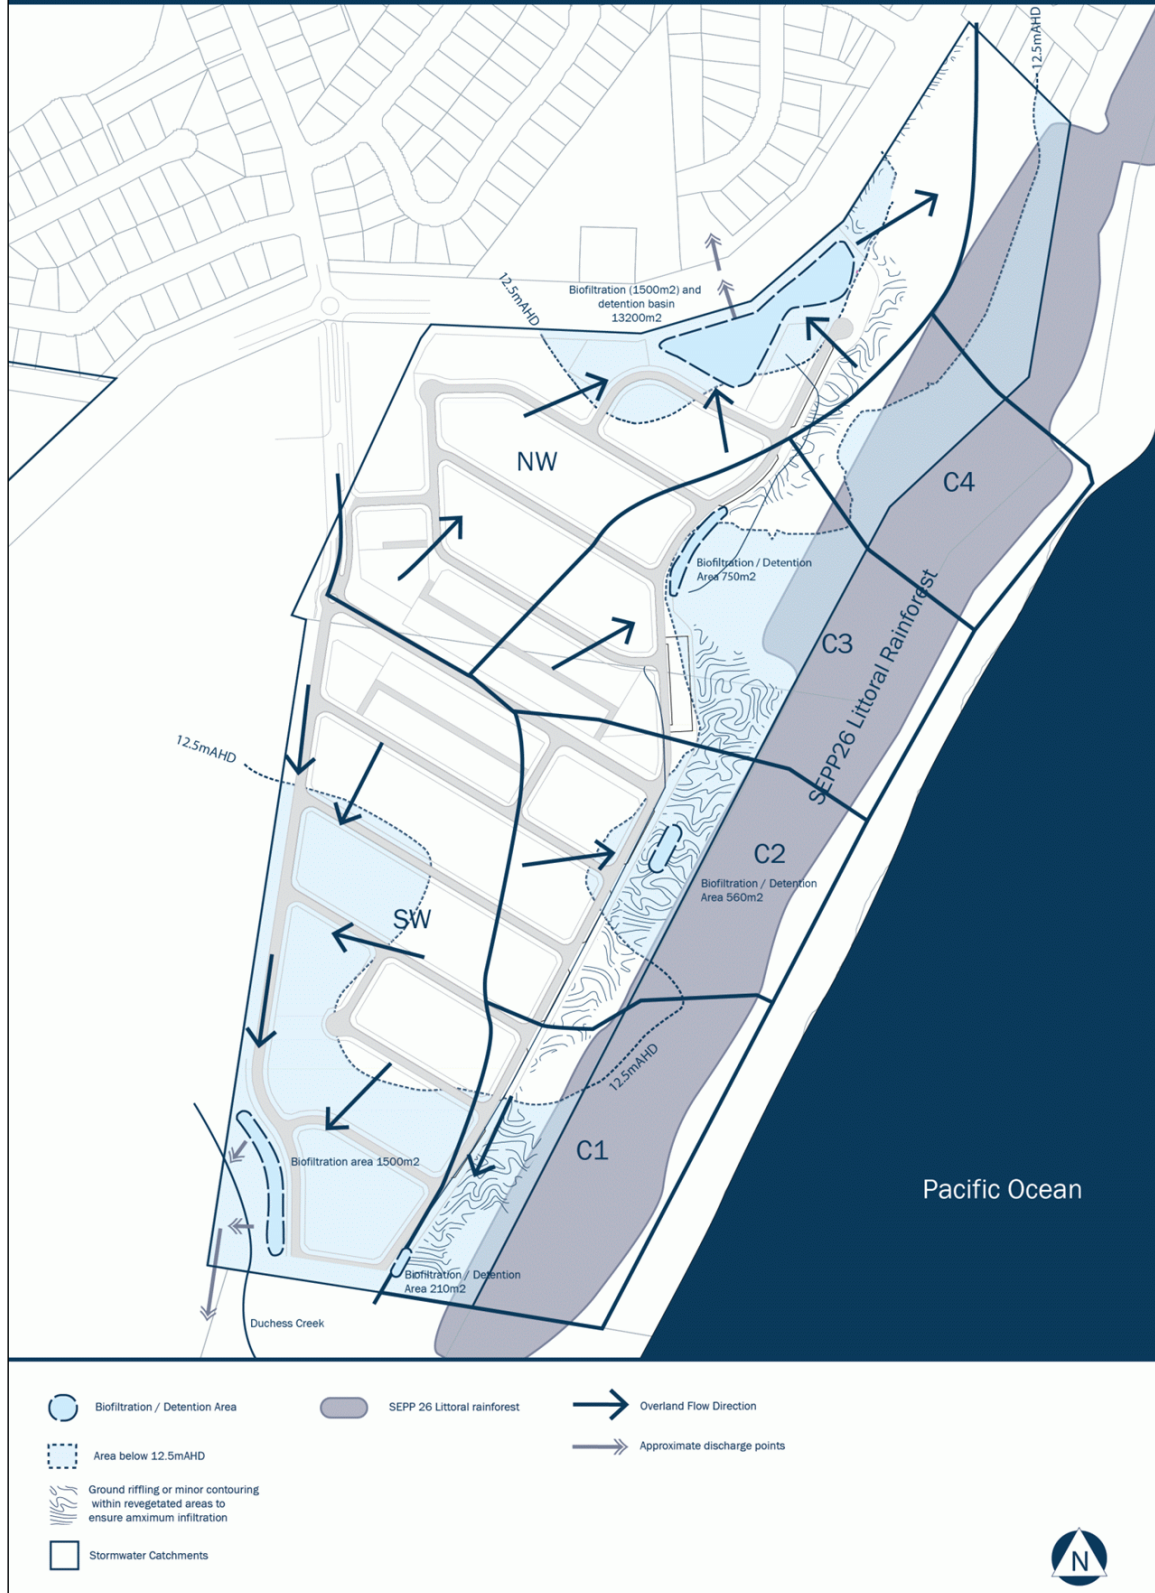 12.5mAHD
12.5mAHD
Biofiltration (1500m2) and
detention basin
13200m2
NW
C4
Biofiltration / Detention
Area 750m2
C3
SEPP26 Littoral Rainforest
12.5mAHD
C2
Biofiltration / Detention
Area 560m2
SW
12.5mAHD
C1
Biofiltration area 1500m2
Pacific Ocean
Biofiltration / Detention
Area 210m2
Duchess Creek
Biofiltration / Detention Area
SEPP 26 Littoral rainforest
Overland Flow Direction
Approximate discharge points
Area below 12.5mAHD
Ground riffling or minor contouring
within revegetated areas to
ensure amximum infiltration
Stormwater Catchments
N